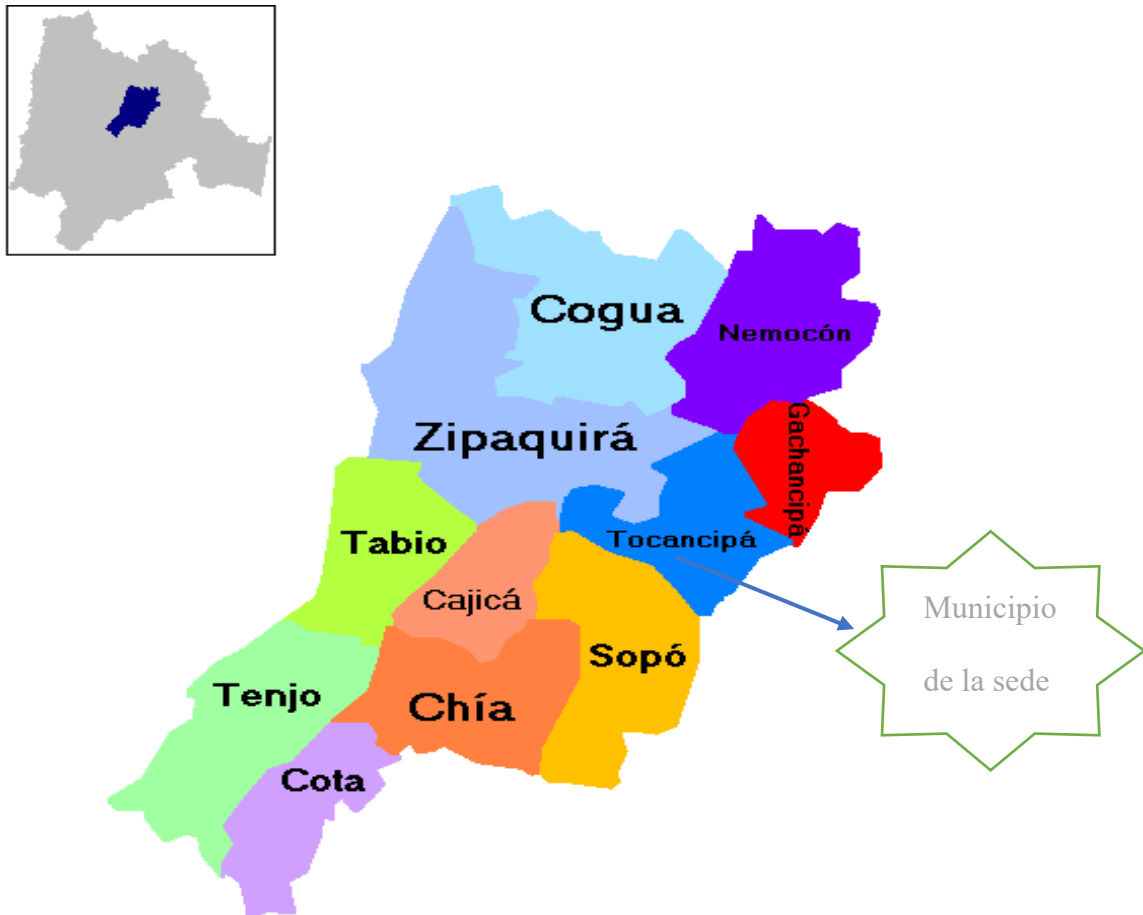 Cogua
Nemocón
Gachancipá
Zipaquirá
Tocancipá
Tabio
Cajicá
Municipio
de la sede
Sopó
Tenjo
Chía
Cota